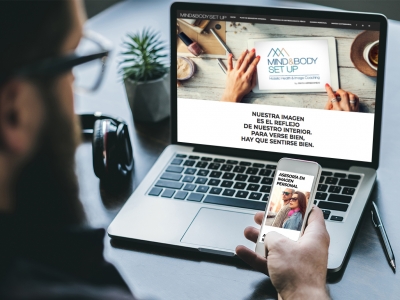 MIND&BODY SET UP
MIND&BODY
SET UP
Holistic Health & Image Consulting
NUESTRA IMAGEN
ES EL REFLEJO
DE NUESTRO INTERIOR.
PARA VERSE BIEN,
HAY QUE SENTIRSE BIEN.
ASESORÍA EN
IMAGEN
PERSONAL